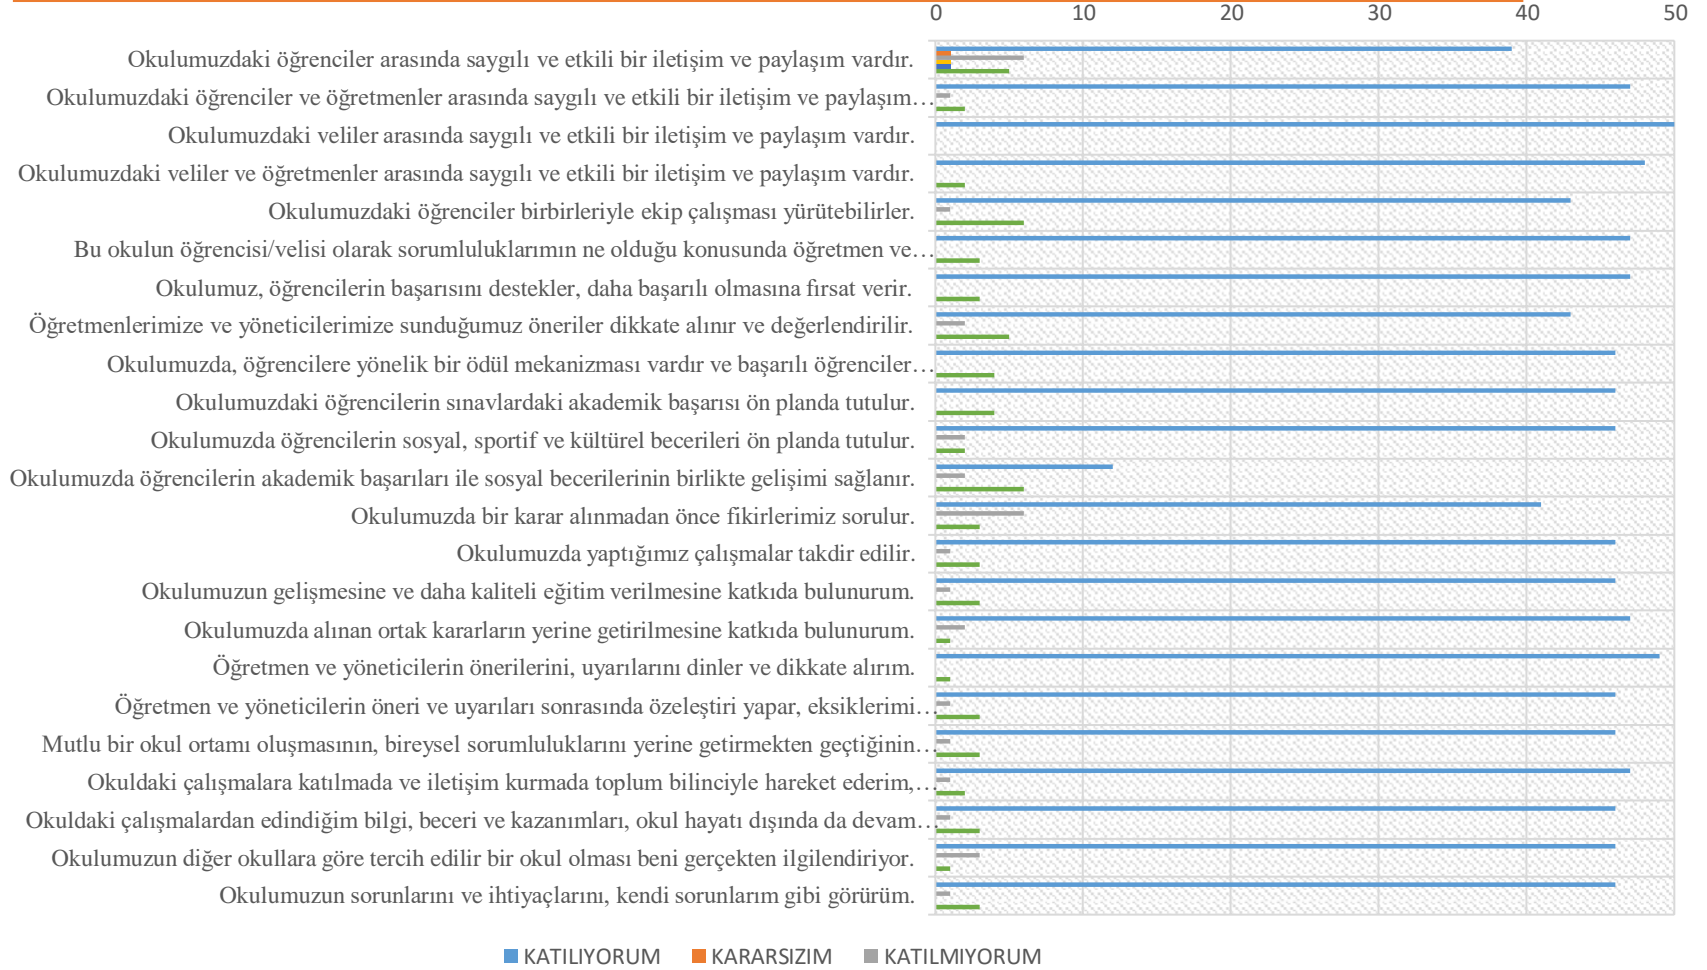 0 10 20 30 40 50
Okulumuzdaki öğrenciler arasında saygılı ve etkili bir iletişim ve paylaşım vardır.
Okulumuzdaki öğrenciler ve öğretmenler arasında saygılı ve etkili bir iletişim ve paylaşım…
Okulumuzdaki veliler arasında saygılı ve etkili bir iletişim ve paylaşım vardır.
Okulumuzdaki veliler ve öğretmenler arasında saygılı ve etkili bir iletişim ve paylaşım vardır.
Okulumuzdaki öğrenciler birbirleriyle ekip çalışması yürütebilirler.
Bu okulun öğrencisi/velisi olarak sorumluluklarımın ne olduğu konusunda öğretmen ve…
Okulumuz, öğrencilerin başarısını destekler, daha başarılı olmasına fırsat verir.
Öğretmenlerimize ve yöneticilerimize sunduğumuz öneriler dikkate alınır ve değerlendirilir.
Okulumuzda, öğrencilere yönelik bir ödül mekanizması vardır ve başarılı öğrenciler…
Okulumuzdaki öğrencilerin sınavlardaki akademik başarısı ön planda tutulur.
Okulumuzda öğrencilerin sosyal, sportif ve kültürel becerileri ön planda tutulur.
Okulumuzda öğrencilerin akademik başarıları ile sosyal becerilerinin birlikte gelişimi sağlanır.
Okulumuzda bir karar alınmadan önce fikirlerimiz sorulur.
Okulumuzda yaptığımız çalışmalar takdir edilir.
Okulumuzun gelişmesine ve daha kaliteli eğitim verilmesine katkıda bulunurum.
Okulumuzda alınan ortak kararların yerine getirilmesine katkıda bulunurum.
Öğretmen ve yöneticilerin önerilerini, uyarılarını dinler ve dikkate alırım.
Öğretmen ve yöneticilerin öneri ve uyarıları sonrasında özeleştiri yapar, eksiklerimi…
Mutlu bir okul ortamı oluşmasının, bireysel sorumluluklarını yerine getirmekten geçtiğinin…
Okuldaki çalışmalara katılmada ve iletişim kurmada toplum bilinciyle hareket ederim,…
Okuldaki çalışmalardan edindiğim bilgi, beceri ve kazanımları, okul hayatı dışında da devam…
Okulumuzun diğer okullara göre tercih edilir bir okul olması beni gerçekten ilgilendiriyor.
Okulumuzun sorunlarını ve ihtiyaçlarını, kendi sorunlarım gibi görürüm.
KATILIYORUM KARARSIZIM KATILMIYORUM